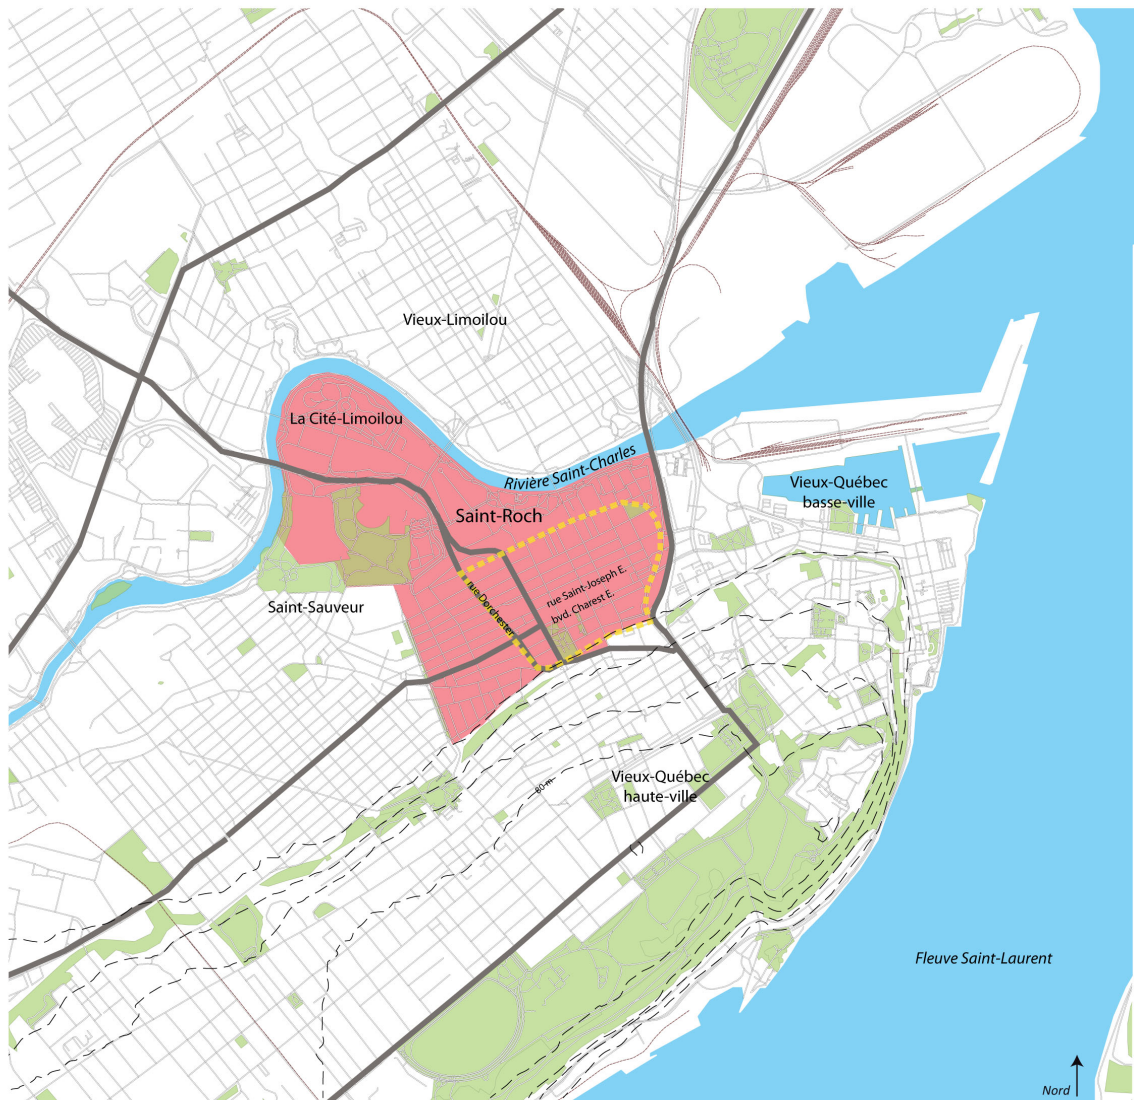 Vieux-Limoilou
La Cité-Limoilou
Rivière Saint-Charles
Vieux-Québec
basse-ville
Saint-Roch
rue Saint-Joseph E.
bvd. Charest E.
rue Dorchester
Saint-Sauveur
Vieux-Québec
haute-ville
80 m
Fleuve Saint-Laurent
Nord